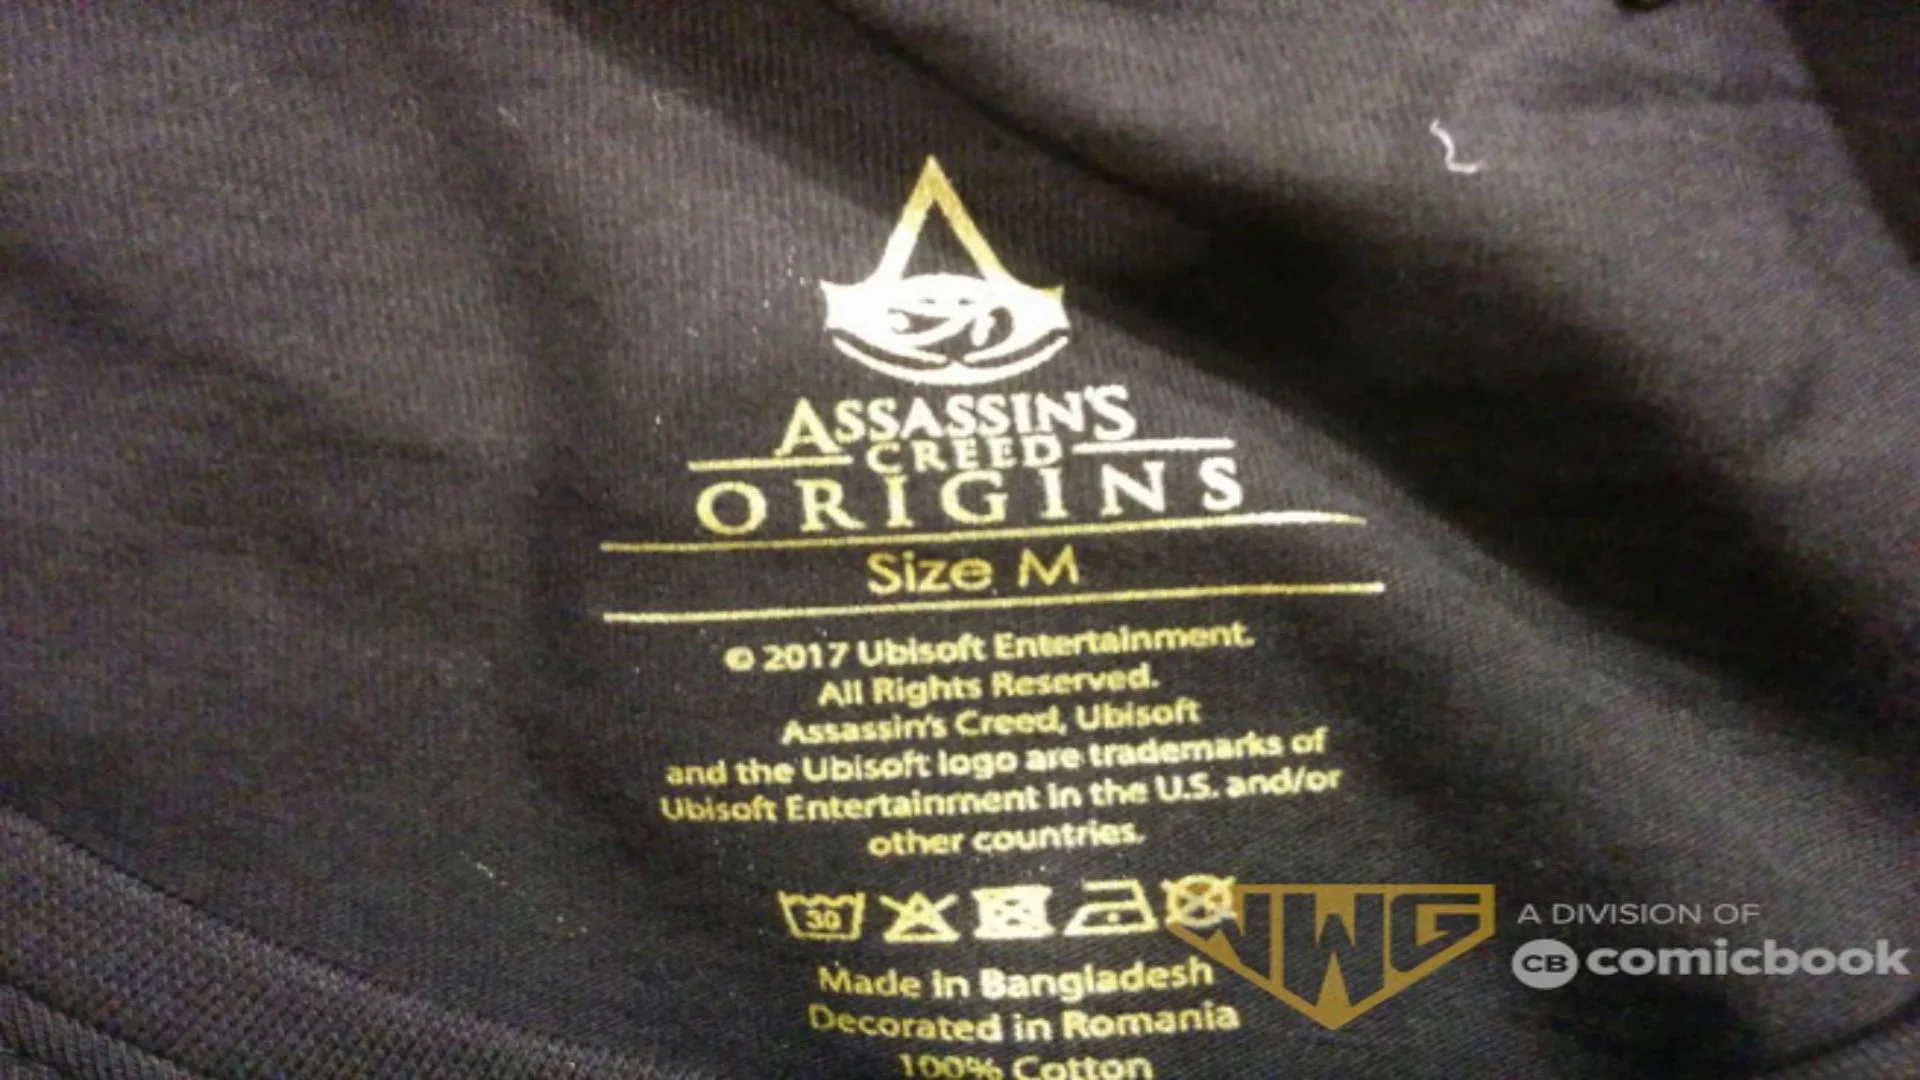 ASSASSIN'S
CREED
ORIGINS
Size M
© 2017 Ubisoft Entertainment.
All Rights Reserved.
Assassin's Creed, Ubisoft
and the Ubisoft logo are trademarks of
Ubisoft Entertainment in the U.S. and/or
other countries.
30
Made in Bangladesh
Decorated in Romania
100% Cotton
WWG
A DIVISION OF
CB comicbook